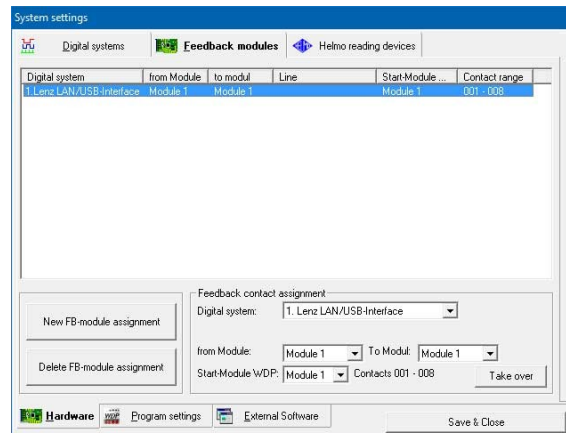 System settings
Digital systems
Feedback modules
Helmo reading devices
Digital system
from Module
to modul
Line
Start-Module ...
Contact range
1.Lenz LAN/USB-Interface Module 1 Module 1 Module 1 001 - 008
New FB-module assignment
Delete FB-module assignment
Feedback contact assignment
Digital system: 1. Lenz LAN/USB-Interface
from Module: Module 1 To Modul: Module 1
Start-Module WDP: Module 1 Contacts 001 - 008
Take over
Hardware
Program settings
External Software
Save & Close